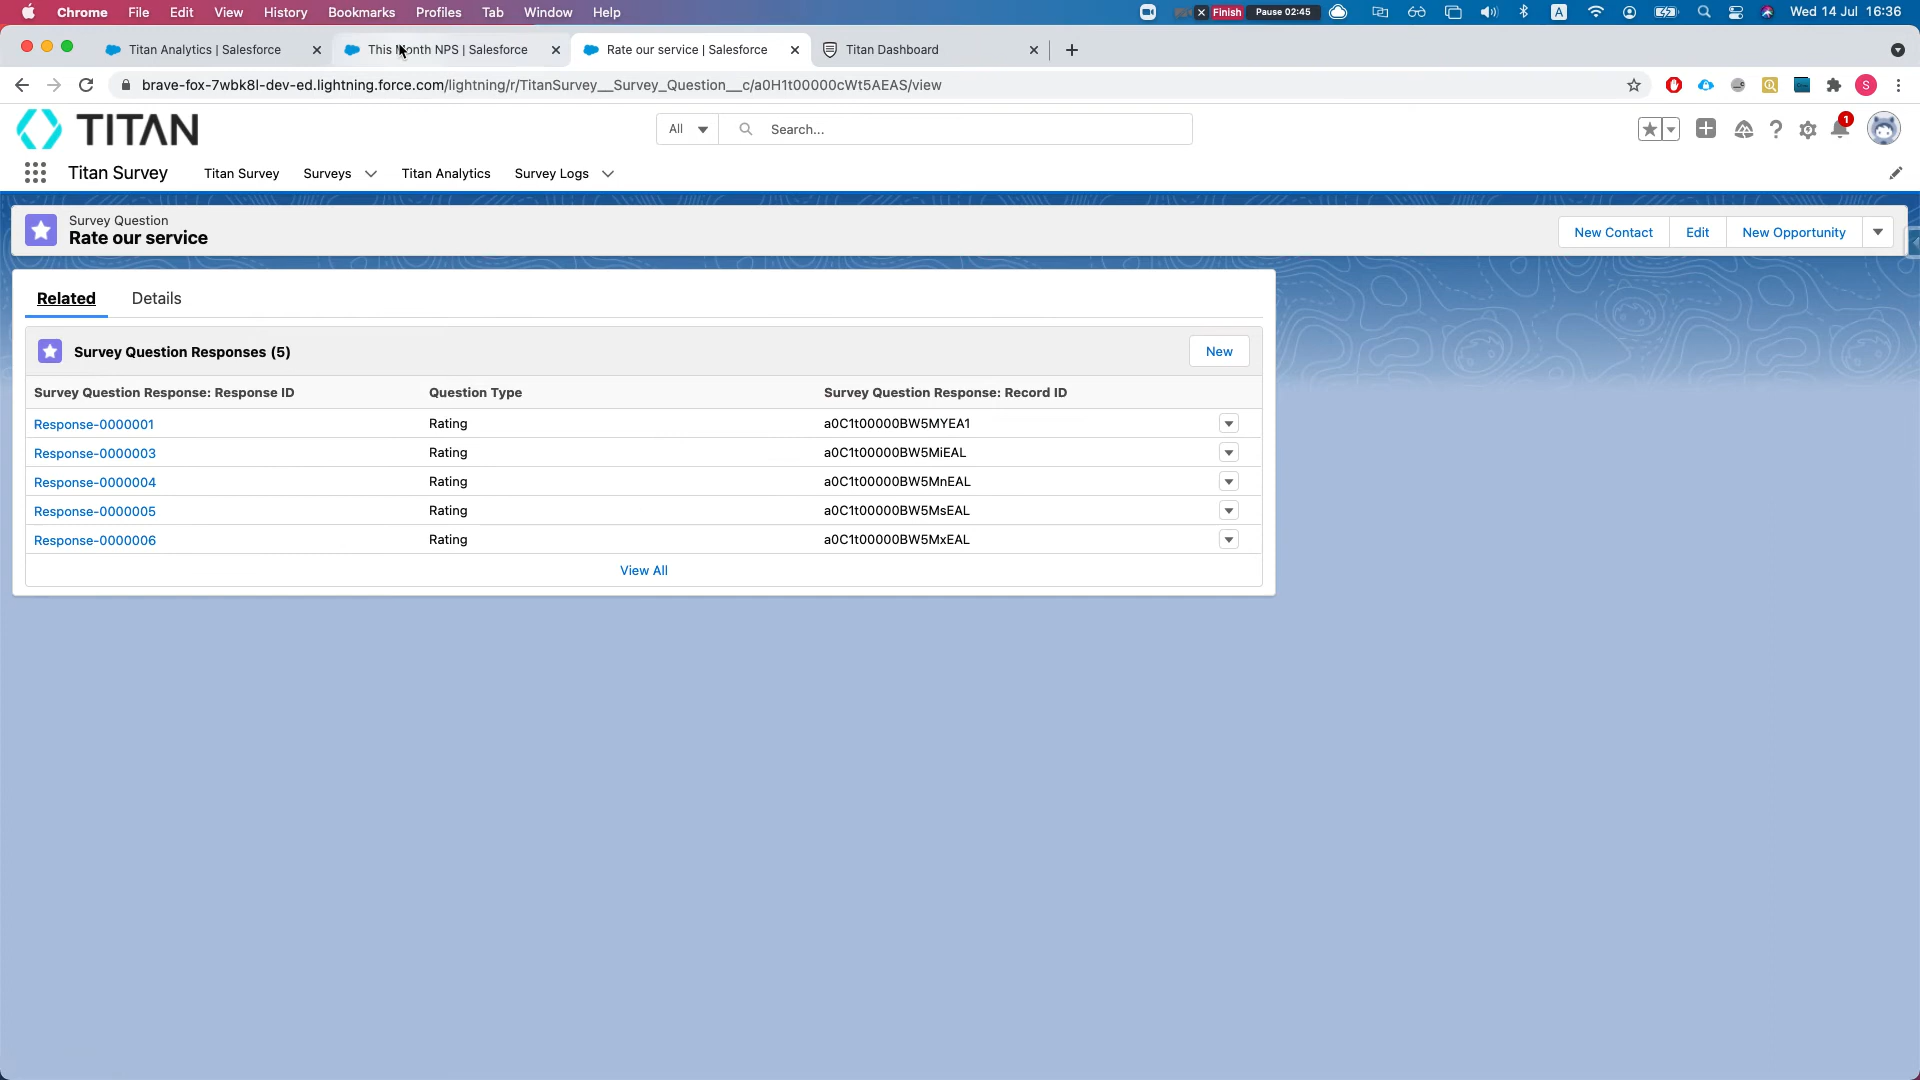 Chrome File Edit View History Bookmarks Profiles Tab Window Help Finish Pause 02:45 A Wed 14 Jul 16:36
Titan Analytics | Salesforce This Month NPS | Salesforce Rate our service | Salesforce Titan Dashboard
brave-fox-7wbk8l-dev-ed.lightning.force.com/lightning/r/TitanSurvey__Survey_Question__c/a0H1t00000cWt5AEAS/view S
TITAN All Search... 1
Titan Survey Titan Survey Surveys Titan Analytics Survey Logs
Survey Question
Rate our service
New Contact Edit New Opportunity
Related Details
Survey Question Responses (5) New
Survey Question Response: Response ID Question Type Survey Question Response: Record ID
Response-0000001 Rating a0C1t00000BW5MYEA1
Response-0000003 Rating a0C1t00000BW5MiEAL
Response-0000004 Rating a0C1t00000BW5MnEAL
Response-0000005 Rating a0C1t00000BW5MsEAL
Response-0000006 Rating a0C1t00000BW5MxEAL
View All